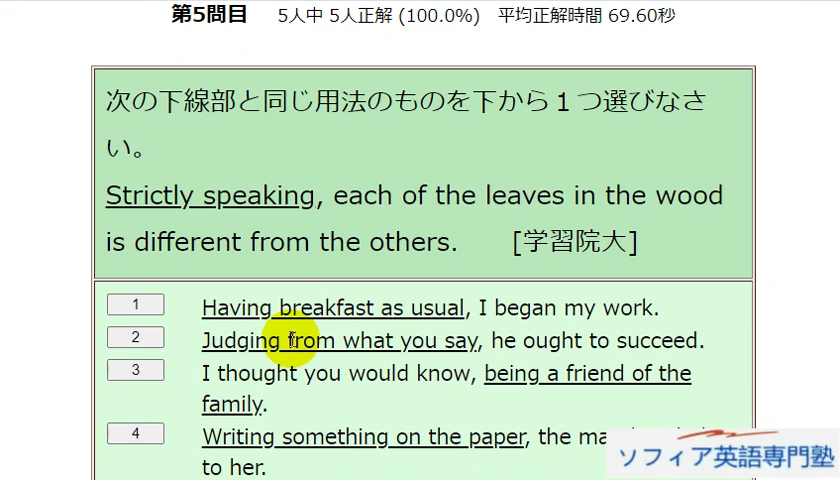 第5問目 5人中 5人正解 (100.0%) 平均正解時間 69.60秒
次の下線部と同じ用法のものを下から１つ選びなさ
い。
Strictly speaking, each of the leaves in the wood
is different from the others. [学習院大]
1 Having breakfast as usual, I began my work.
2 Judging from what you say, he ought to succeed.
3 I thought you would know, being a friend of the
family.
4 Writing something on the paper, the
to her.
ソフィア英語専門塾